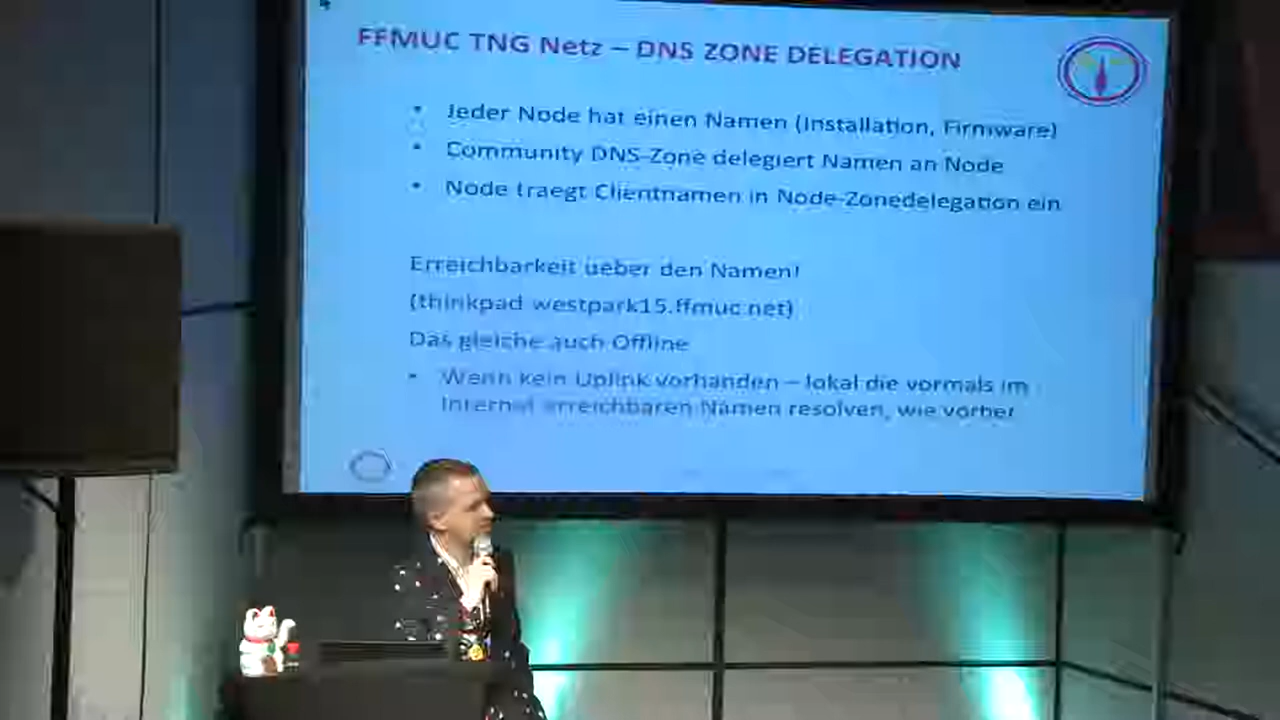 FFMUC TNG Netz – DNS ZONE DELEGATION
• Jeder Node hat einen Namen (Installation, Firmware)
• Community DNS-Zone delegiert Namen an Node
• Node traegt Clientnamen in Node-Zonedelegation ein
Erreichbarkeit ueber den Namen!
(thinkpad.westpark15.ffmuc.net)
Das gleiche auch Offline
• Wenn kein Uplink vorhanden – lokal die vormals im
Internet erreichbaren Namen resolven, wie vorher